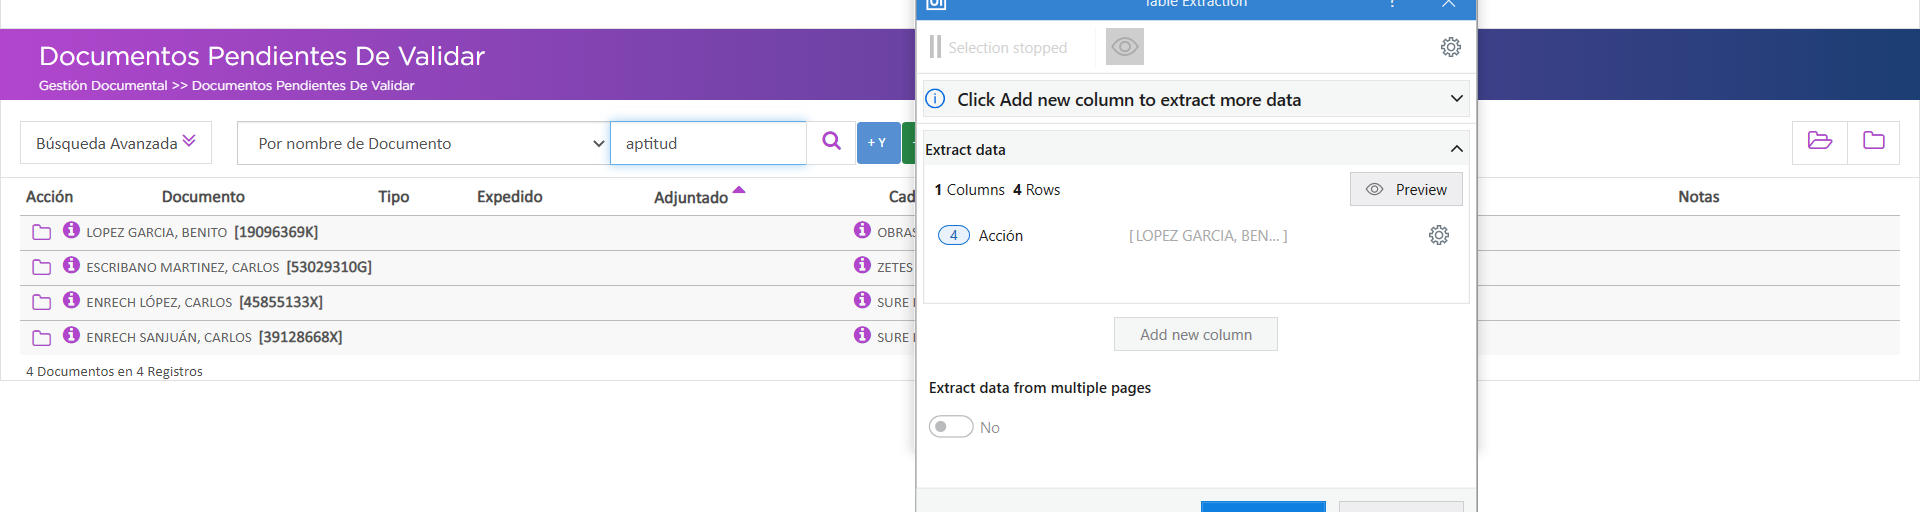 Documentos Pendientes De Validar
Gestión Documental >> Documentos Pendientes De Validar
Búsqueda Avanzada
Por nombre de Documento
aptitud
+ Y
Acción Documento Tipo Expedido Adjuntado Cad Notas
LOPEZ GARCIA, BENITO [19096369K] OBRAS
ESCRIBANO MARTINEZ, CARLOS [53029310G] ZETES
ENRECH LÓPEZ, CARLOS [45855133X] SURE
ENRECH SANJUÁN, CARLOS [39128668X] SURE
4 Documentos en 4 Registros
Table Extraction
Selection stopped
Click Add new column to extract more data
Extract data
1 Columns 4 Rows
Preview
4 Acción [ LOPEZ GARCIA, BEN... ]
Add new column
Extract data from multiple pages
No